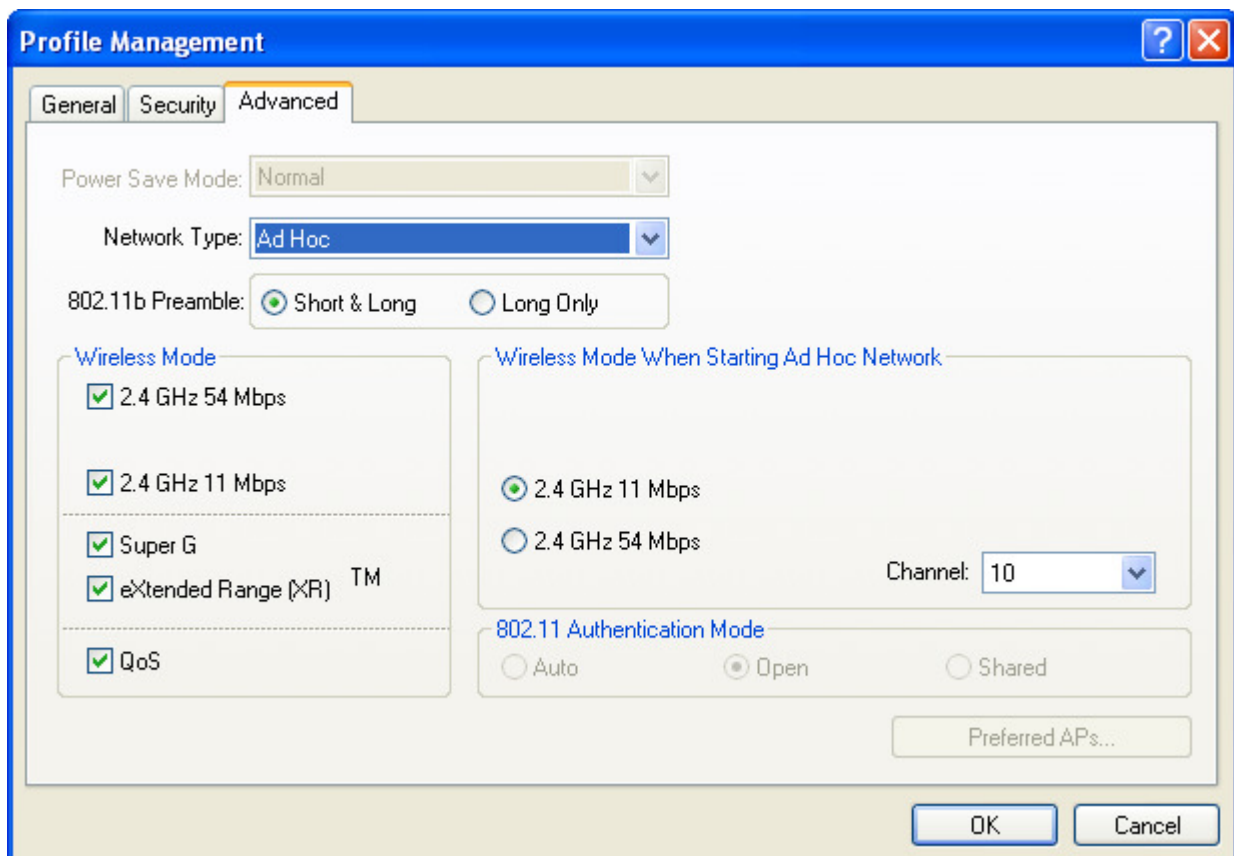 Profile Management
General Security Advanced
Power Save Mode: Normal
Network Type: Ad Hoc
802.11b Preamble: Short & Long Long Only
Wireless Mode
2.4 GHz 54 Mbps
2.4 GHz 11 Mbps
Super G
eXtended Range (XR) TM
QoS
Wireless Mode When Starting Ad Hoc Network
2.4 GHz 11 Mbps
2.4 GHz 54 Mbps
Channel: 10
802.11 Authentication Mode
Auto Open Shared
Preferred APs...
OK Cancel